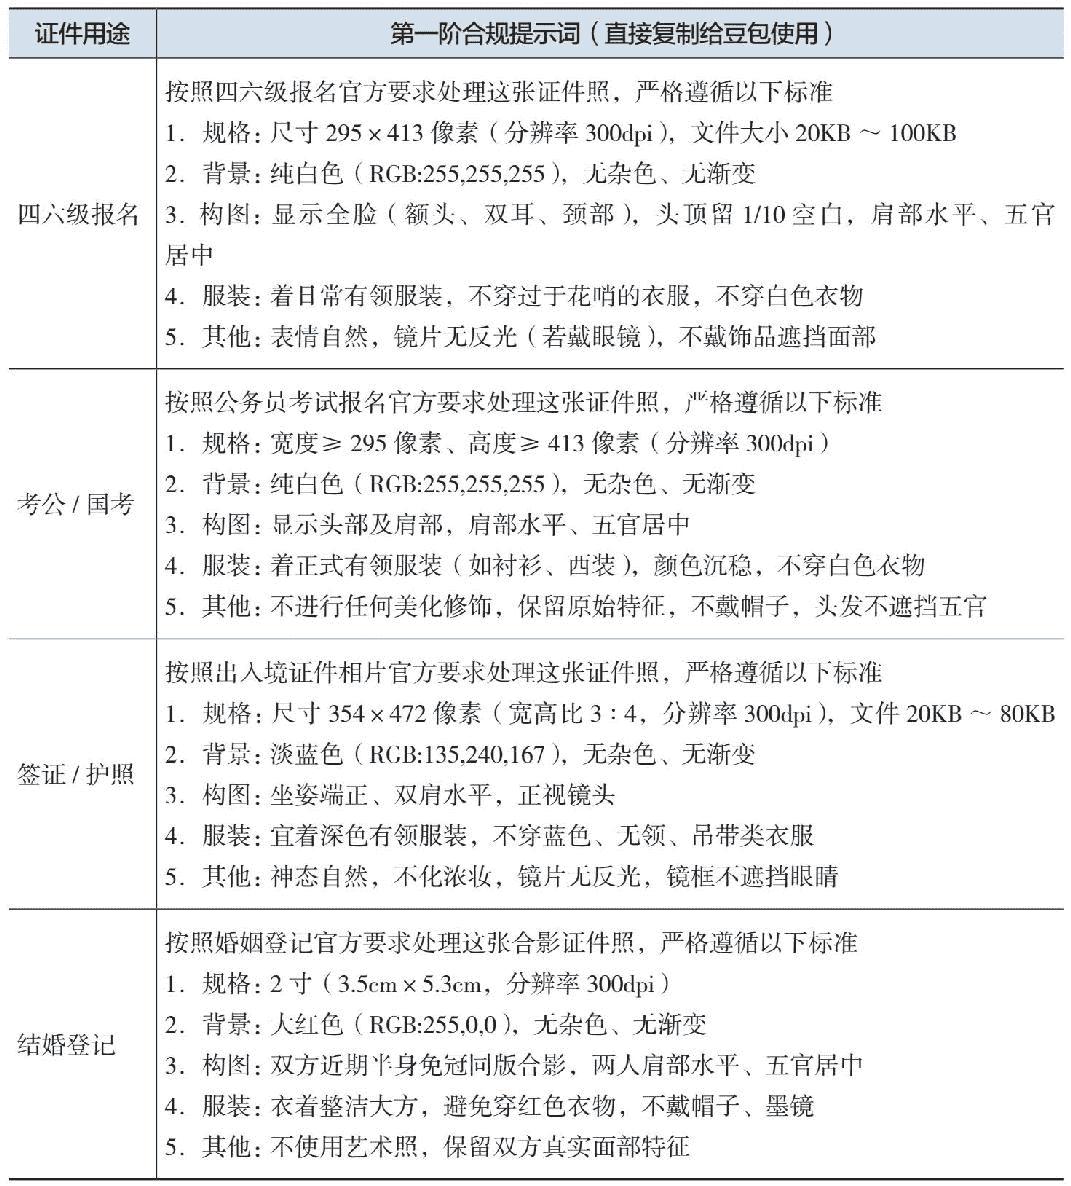 证件用途
第一阶合规提示词（直接复制给豆包使用）
四六级报名
按照四六级报名官方要求处理这张证件照，严格遵循以下标准
1．规格：尺寸 295×413 像素（分辨率 300dpi），文件大小 20KB ～ 100KB
2．背景：纯白色（RGB:255,255,255），无杂色、无渐变
3．构图：显示全脸（额头、双耳、颈部），头顶留 1/10 空白，肩部水平、五官
居中
4．服装：着日常有领服装，不穿过于花哨的衣服，不穿白色衣物
5．其他：表情自然，镜片无反光（若戴眼镜），不戴饰品遮挡面部
考公 / 国考
按照公务员考试报名官方要求处理这张证件照，严格遵循以下标准
1．规格：宽度≥ 295 像素、高度≥ 413 像素（分辨率 300dpi）
2．背景：纯白色（RGB:255,255,255），无杂色、无渐变
3．构图：显示头部及肩部，肩部水平、五官居中
4．服装：着正式有领服装（如衬衫、西装），颜色沉稳，不穿白色衣物
5．其他：不进行任何美化修饰，保留原始特征，不戴帽子，头发不遮挡五官
签证 / 护照
按照出入境证件相片官方要求处理这张证件照，严格遵循以下标准
1．规格：尺寸 354×472 像素（宽高比 3∶4，分辨率 300dpi），文件 20KB ～ 80KB
2．背景：淡蓝色（RGB:135,240,167），无杂色、无渐变
3．构图：坐姿端正、双肩水平，正视镜头
4．服装：宜着深色有领服装，不穿蓝色、无领、吊带类衣服
5．其他：神态自然，不化浓妆，镜片无反光，镜框不遮挡眼睛
结婚登记
按照婚姻登记官方要求处理这张合影证件照，严格遵循以下标准
1．规格：2 寸（3.5cm×5.3cm，分辨率 300dpi）
2．背景：大红色（RGB:255,0,0），无杂色、无渐变
3．构图：双方近期半身免冠同版合影，两人肩部水平、五官居中
4．服装：衣着整洁大方，避免穿红色衣物，不戴帽子、墨镜
5．其他：不使用艺术照，保留双方真实面部特征